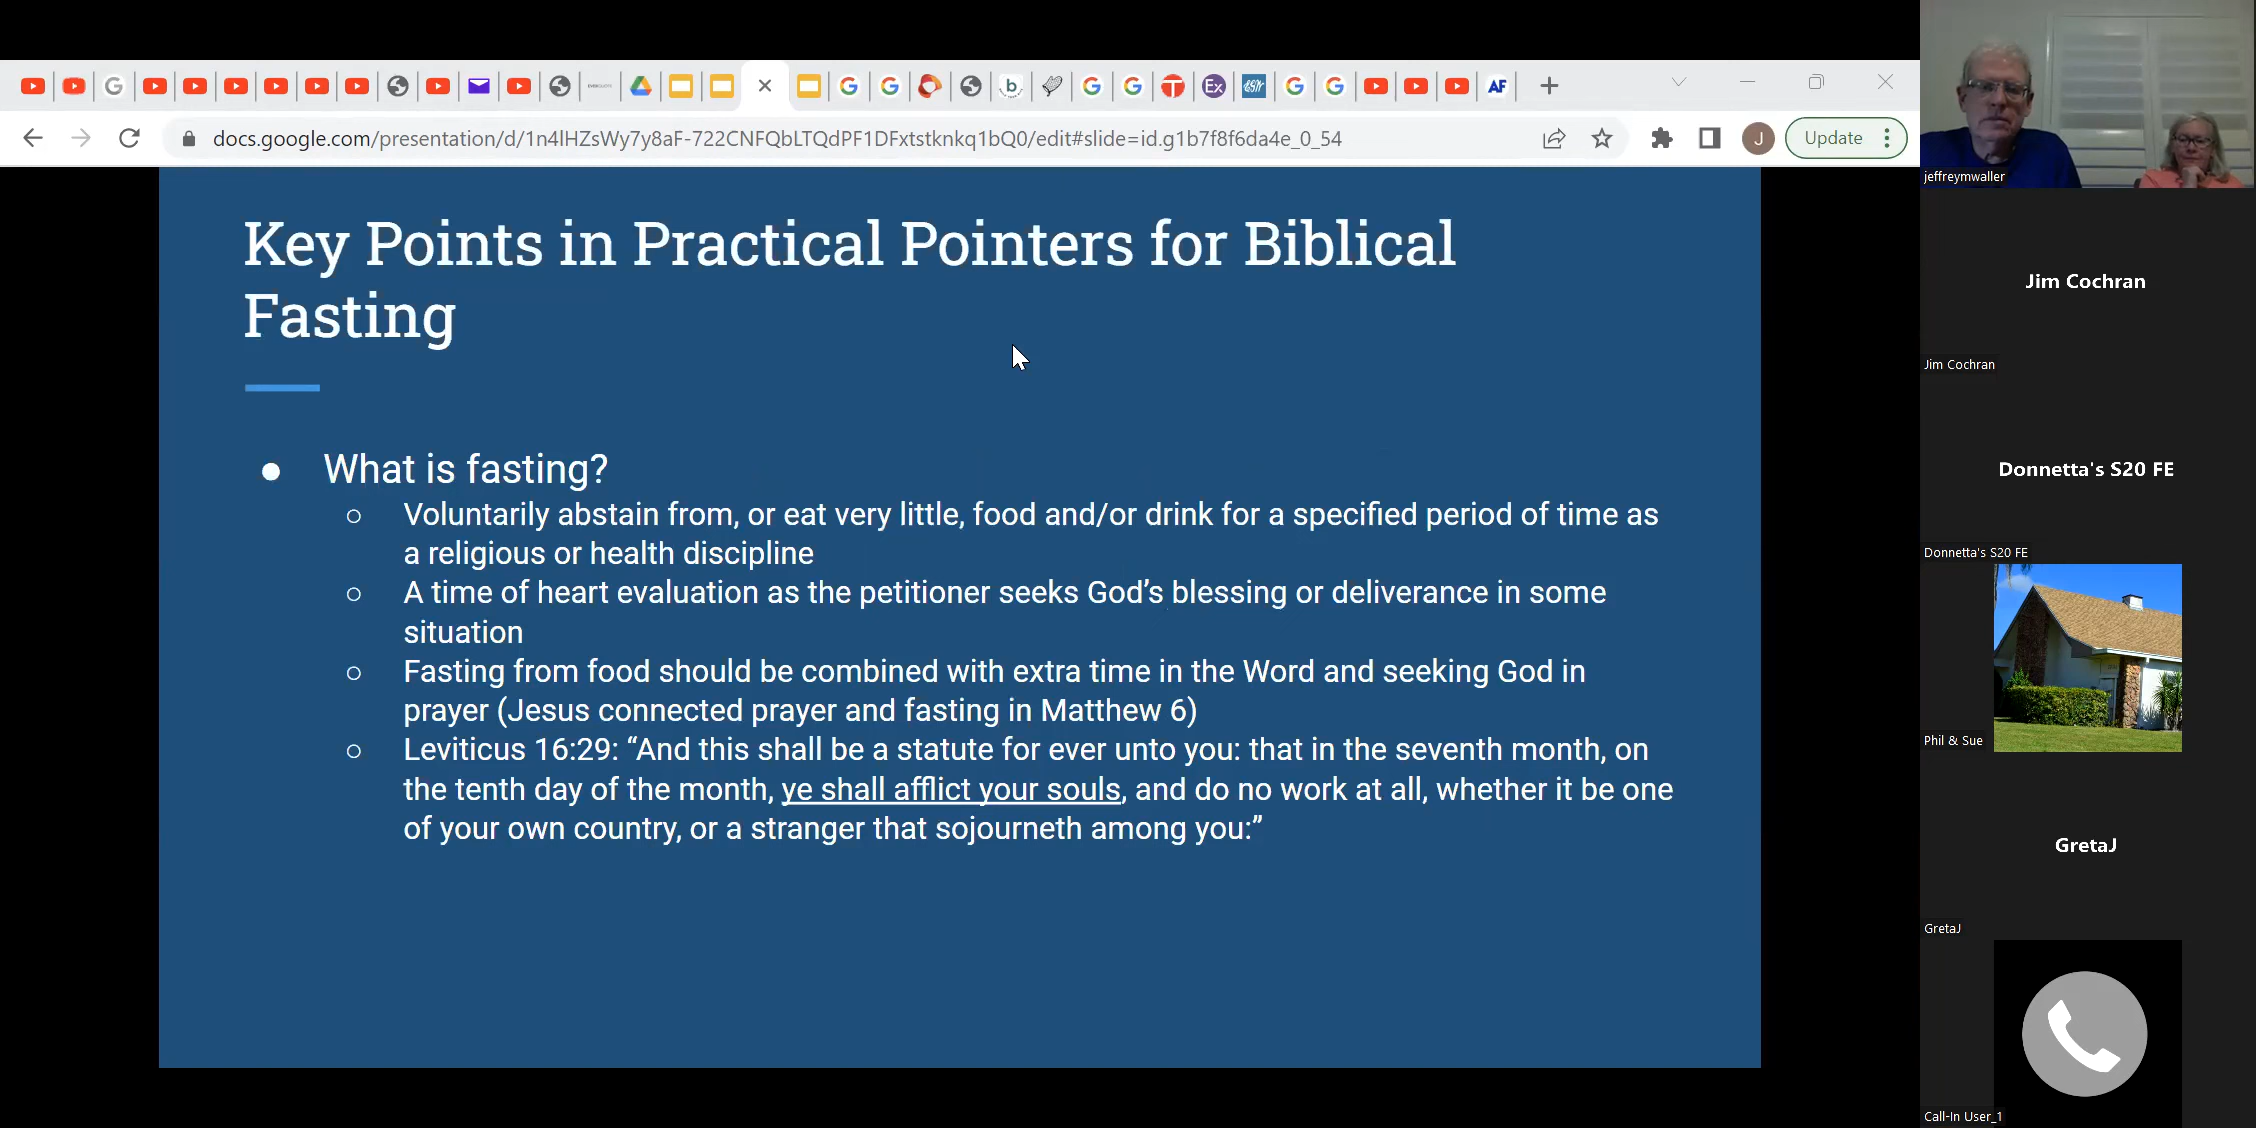 docs.google.com/presentation/d/1n4lHZsWy7y8aF-722CNFQbLTQdPF1DFxtstknkq1bQ0/edit#slide=id.g1b7f8f6da4e_0_54
J
Update
b
Ex
AF
Key Points in Practical Pointers for Biblical
Fasting
● What is fasting?
○ Voluntarily abstain from, or eat very little, food and/or drink for a specified period of time as
a religious or health discipline
○ A time of heart evaluation as the petitioner seeks God’s blessing or deliverance in some
situation
○ Fasting from food should be combined with extra time in the Word and seeking God in
prayer (Jesus connected prayer and fasting in Matthew 6)
○ Leviticus 16:29: “And this shall be a statute for ever unto you: that in the seventh month, on
the tenth day of the month, ye shall afflict your souls, and do no work at all, whether it be one
of your own country, or a stranger that sojourneth among you:”
jeffreymwaller
Jim Cochran
Jim Cochran
Donnetta's S20 FE
Donnetta's S20 FE
Phil & Sue
GretaJ
GretaJ
Call-In User_1